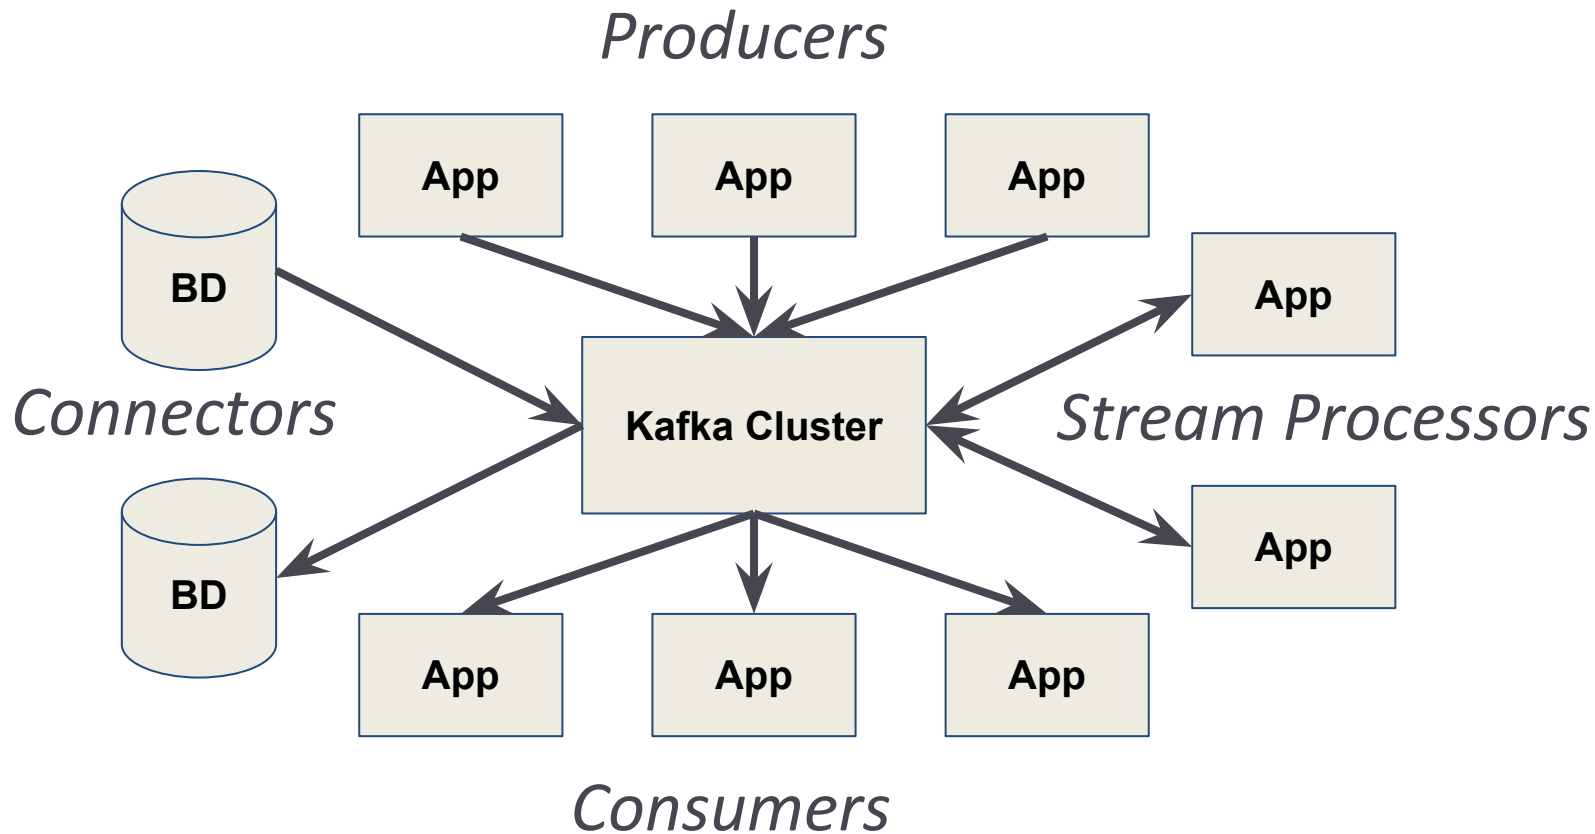 Producers
App
App
App
BD
App
Connectors
Kafka Cluster
Stream Processors
BD
App
App
App
App
Consumers